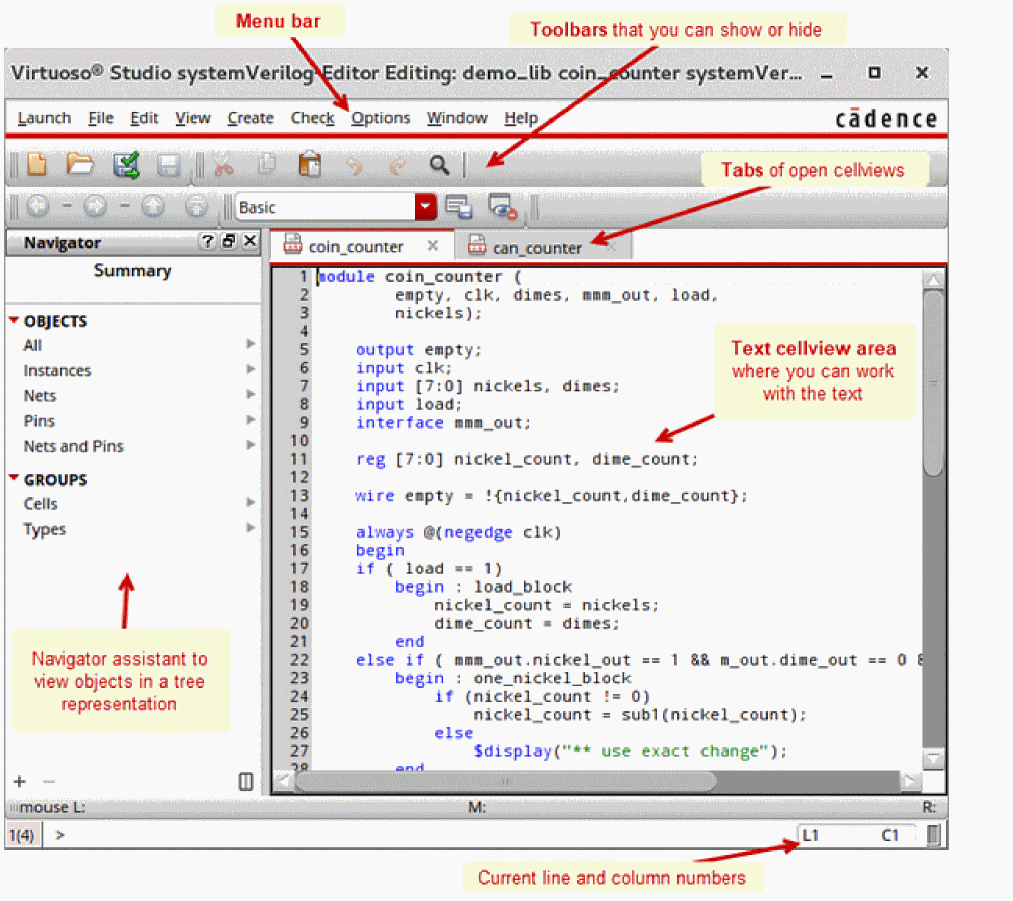 Menu bar
Toolbars that you can show or hide
Virtuoso® Studio systemVerilog-Editor Editing: demo_lib coin_counter systemVer...
Launch File Edit View Create Check Options Window Help cādence
Tabs of open cellviews
Basic
Navigator
coin_counter
can_counter
Summary
OBJECTS
All
Instances
Nets
Pins
Nets and Pins
GROUPS
Cells
Types
Navigator assistant to
view objects in a tree
representation
1 module coin_counter (
2 empty, clk, dimes, mmm_out, load,
3 nickels);
4
5 output empty;
6 input clk;
7 input [7:0] nickels, dimes;
8 input load;
9 interface mmm_out;
10
11 reg [7:0] nickel_count, dime_count;
12
13 wire empty = !{nickel_count,dime_count};
14
15 always @(negedge clk)
16 begin
17 if ( load == 1)
18 begin : load_block
19 nickel_count = nickels;
20 dime_count = dimes;
21 end
22 else if ( mmm_out.nickel_out == 1 && m_out.dime_out == 0 &
23 begin : one_nickel_block
24 if (nickel_count != 0)
25 nickel_count = sub1(nickel_count);
26 else
27 $display("** use exact change");
28 end
Text cellview area
where you can work
with the text
mouse L: M: R:
1(4) >
L1 C1
Current line and column numbers